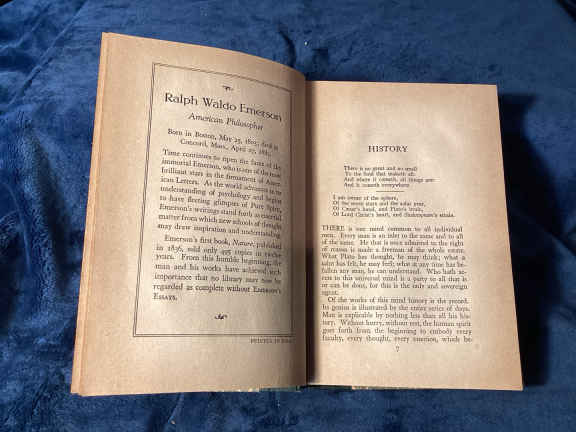 Ralph Waldo Emerson
American Philosopher
Born in Boston, May 25, 1803; died in
Concord, Mass., April 27, 1882.
Time continues to ripen the fame of the
immortal Emerson, who is one of the most
brilliant stars in the firmament of Ameri-
can Letters. As the world advances in its
understanding of psychology and begins
to have fleeting glimpses of Pure Spirit,
Emerson's writings stand forth as essential
matter from which new schools of thought
may draw inspiration and understanding.
Emerson's first book, Nature, published
in 1836, sold only 495 copies in twelve
years. From this humble beginning, the
man and his works have achieved such
importance that no library may now be
regarded as complete without Emerson's
Essays.
PRINTED IN
HISTORY
There is no great and no small
To the Soul that maketh all:
And where it cometh, all things are;
And it cometh everywhere.
I am owner of the sphere,
Of the seven stars and the solar year,
Of Cæsar's hand, and Plato's brain,
Of Lord Christ's heart, and Shakespeare's strain.
THERE is one mind common to all individual
men. Every man is an inlet to the same and to all
of the same. He that is once admitted to the right
of reason is made a freeman of the whole estate.
What Plato has thought, he may think; what a
saint has felt, he may feel; what at any time has be-
fallen any man, he can understand. Who hath ac-
cess to this universal mind is a party to all that is
or can be done, for this is the only and sovereign
agent.
Of the works of this mind history is the record.
Its genius is illustrated by the entire series of days.
Man is explicable by nothing less than all his his-
tory. Without hurry, without rest, the human spirit
goes forth from the beginning to embody every
faculty, every thought, every emotion, which be-
7